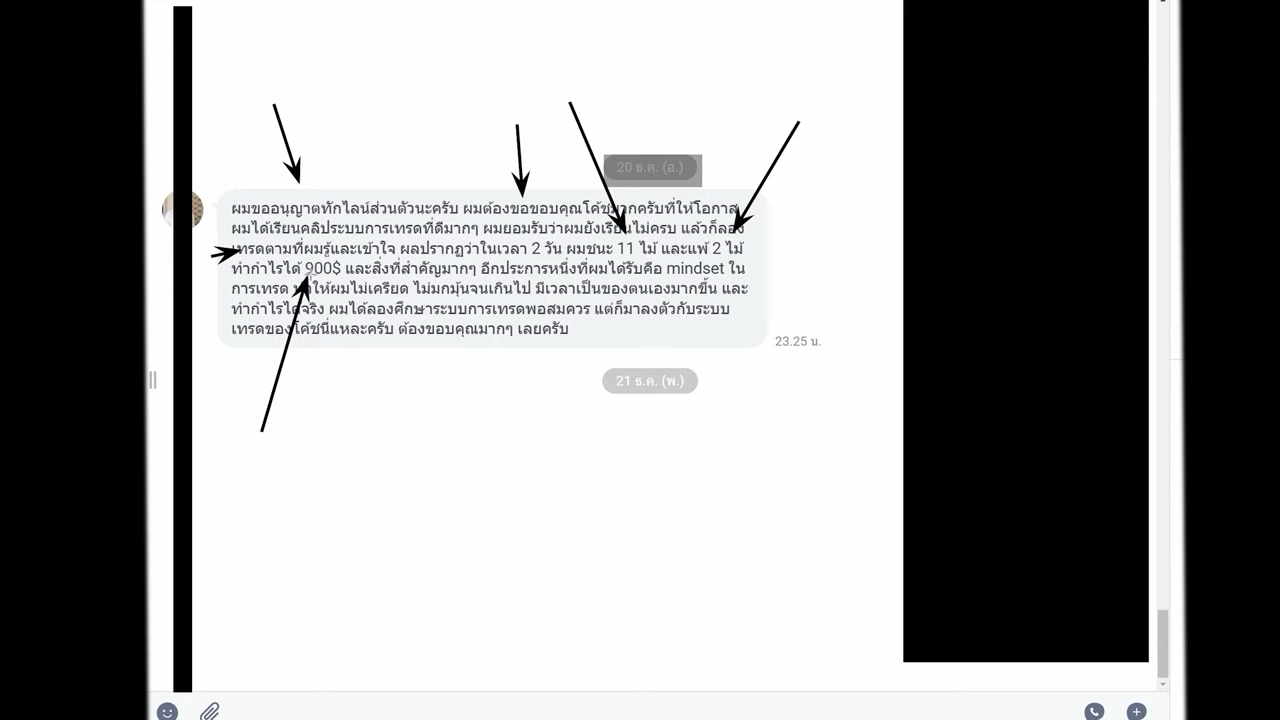 20 ธ.ค. (อ.)
ผมขออนุญาตทักไลน์ส่วนตัวนะครับ ผมต้องขอขอบคุณโค้ชมากครับที่ให้โอกาส
ผมได้เรียนคลิประบบการเทรดที่ดีมากๆ ผมยอมรับว่าผมยังเรียนไม่ครบ แล้วก็ลอง
เทรดตามที่ผมรู้และเข้าใจ ผลปรากฏว่าในเวลา 2 วัน ผมชนะ 11 ไม้ และแพ้ 2 ไม้
ทำกำไรได้ 900$ และสิ่งที่สำคัญมากๆ อีกประการหนึ่งที่ผมได้รับคือ mindset ใน
การเทรด ทำให้ผมไม่เครียด ไม่มกมุ้นจนเกินไป มีเวลาเป็นของตนเองมากขึ้น และ
ทำกำไรได้จริง ผมได้ลองศึกษาระบบการเทรดพอสมควร แต่ก็มาลงตัวกับระบบ
เทรดของโค้ชนี่แหละครับ ต้องขอบคุณมากๆ เลยครับ
23.25 น.
21 ธ.ค. (พ.)